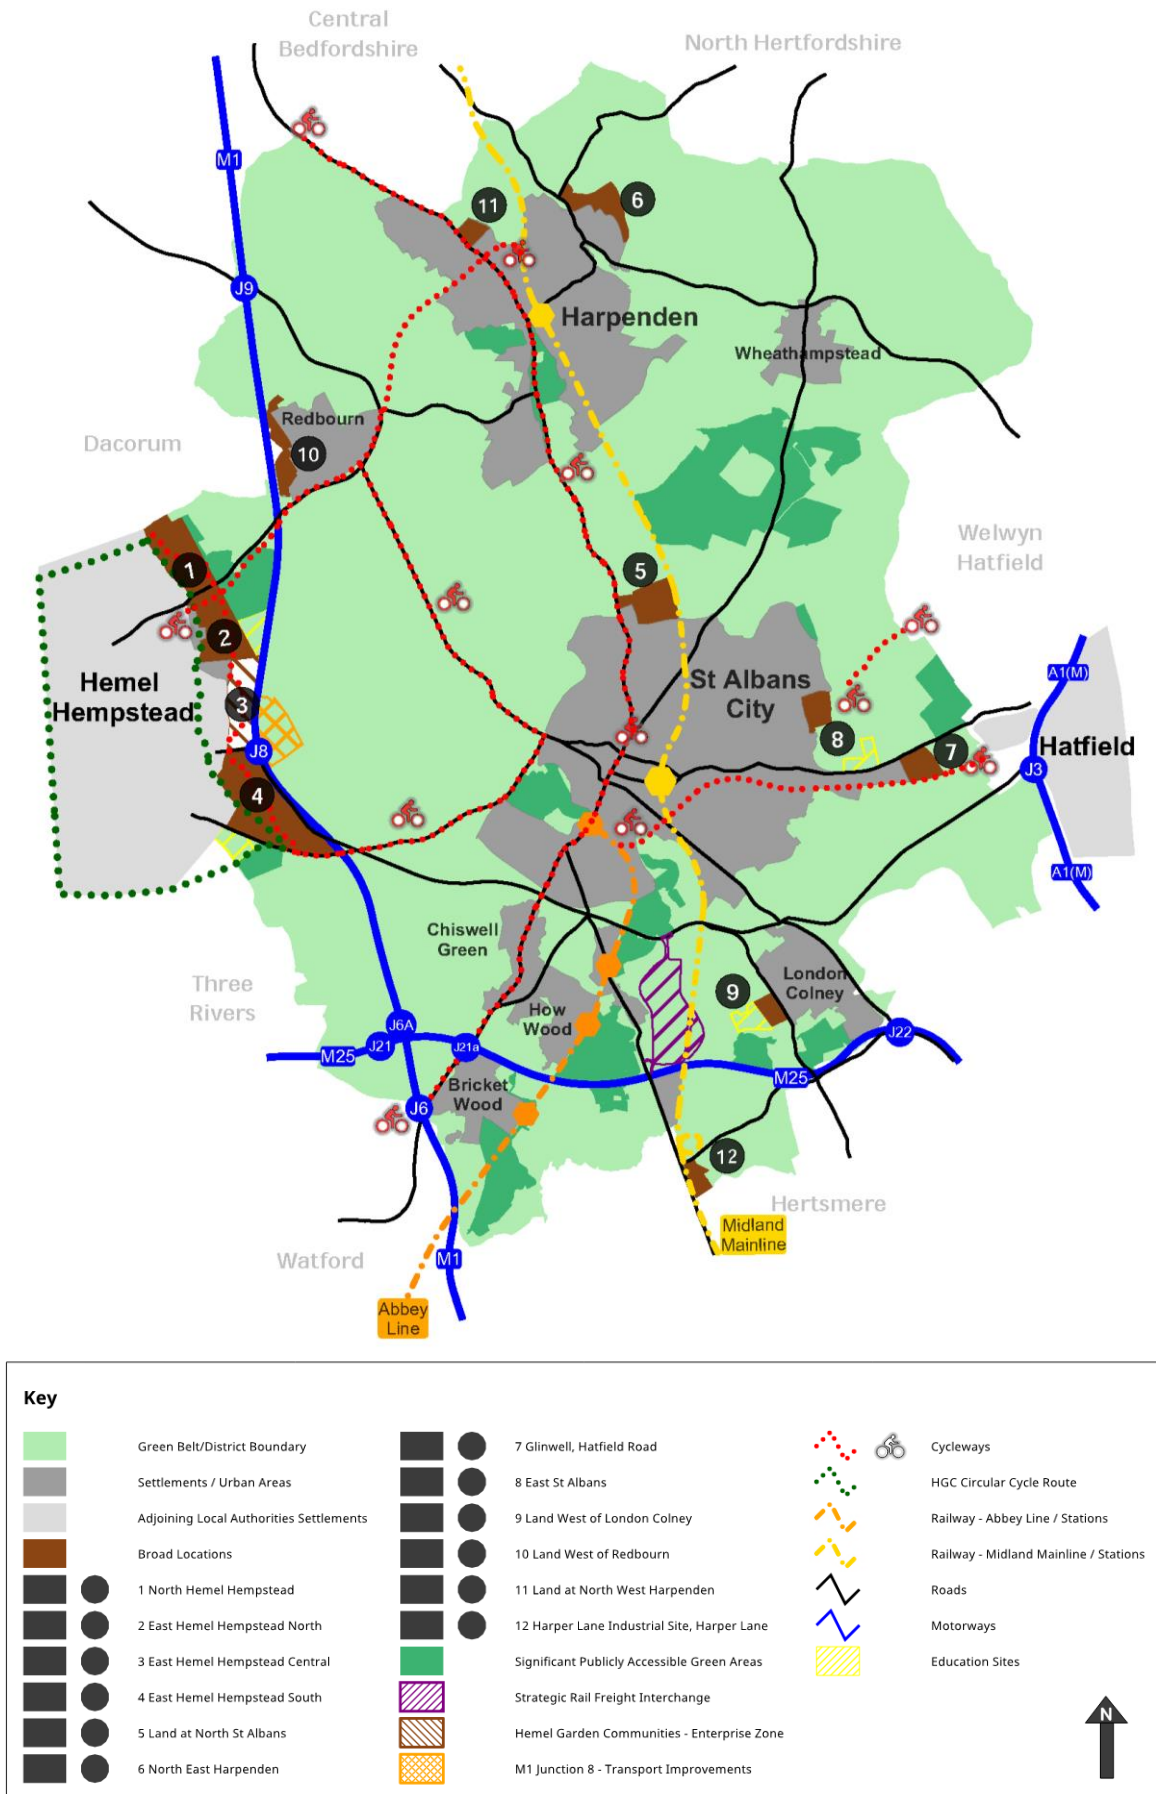 Central
Bedfordshire
North Hertfordshire
M1
11
6
J9
Harpenden
Wheathampstead
Redbourn
Dacorum
10
Welwyn
Hatfield
5
1
2
Hemel
Hempstead
3
St Albans
City
A1(M)
8
7
Hatfield
J8
J3
4
A1(M)
Chiswell
Green
London
Colney
Three
Rivers
9
How
Wood
J6A
J21
J21a
J22
M25
M25
Bricket
Wood
J6
12
Hertsmere
Midland
Mainline
Watford
M1
Abbey
Line
Key
Green Belt/District Boundary
Settlements / Urban Areas
Adjoining Local Authorities Settlements
Broad Locations
1 North Hemel Hempstead
2 East Hemel Hempstead North
3 East Hemel Hempstead Central
4 East Hemel Hempstead South
5 Land at North St Albans
6 North East Harpenden
7 Glinwell, Hatfield Road
8 East St Albans
9 Land West of London Colney
10 Land West of Redbourn
11 Land at North West Harpenden
12 Harper Lane Industrial Site, Harper Lane
Significant Publicly Accessible Green Areas
Strategic Rail Freight Interchange
Hemel Garden Communities - Enterprise Zone
M1 Junction 8 - Transport Improvements
Cycleways
HGC Circular Cycle Route
Railway - Abbey Line / Stations
Railway - Midland Mainline / Stations
Roads
Motorways
Education Sites
N